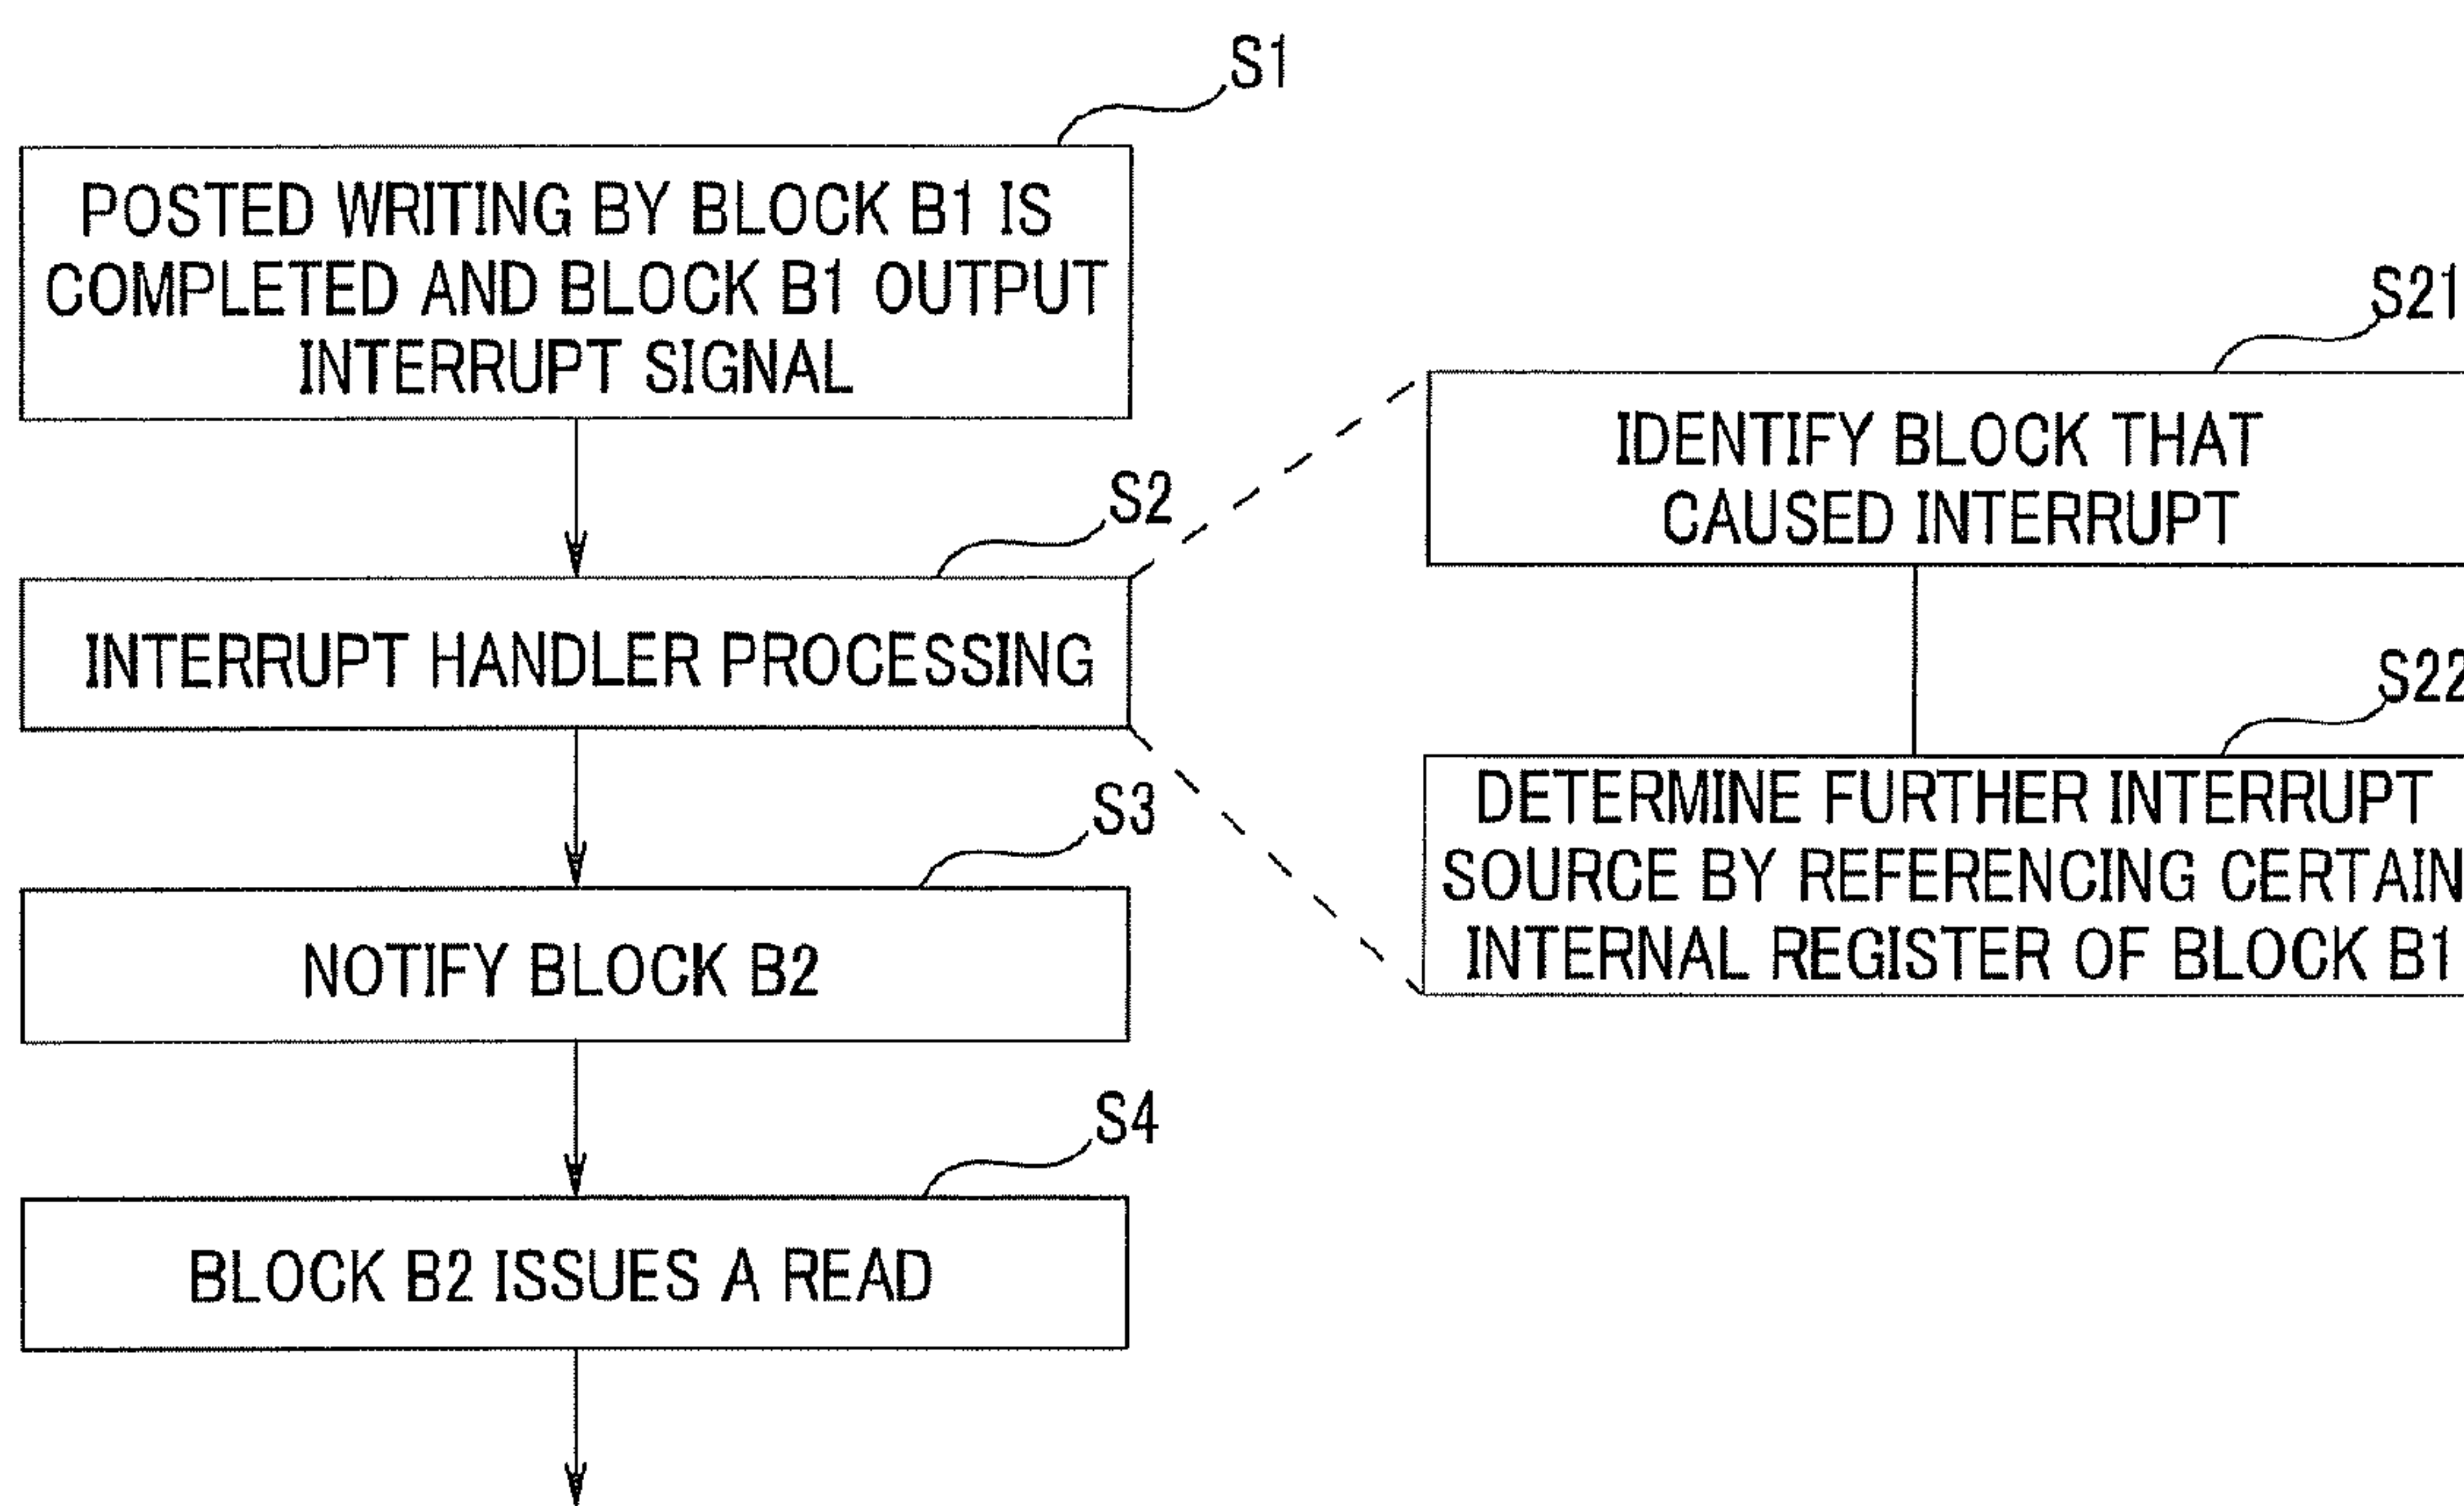 S1
POSTED WRITING BY BLOCK B1 IS
COMPLETED AND BLOCK B1 OUTPUT
INTERRUPT SIGNAL
S2
INTERRUPT HANDLER PROCESSING
S3
NOTIFY BLOCK B2
S4
BLOCK B2 ISSUES A READ
S21
IDENTIFY BLOCK THAT
CAUSED INTERRUPT
S22
DETERMINE FURTHER INTERRUPT
SOURCE BY REFERENCING CERTAIN
INTERNAL REGISTER OF BLOCK B1